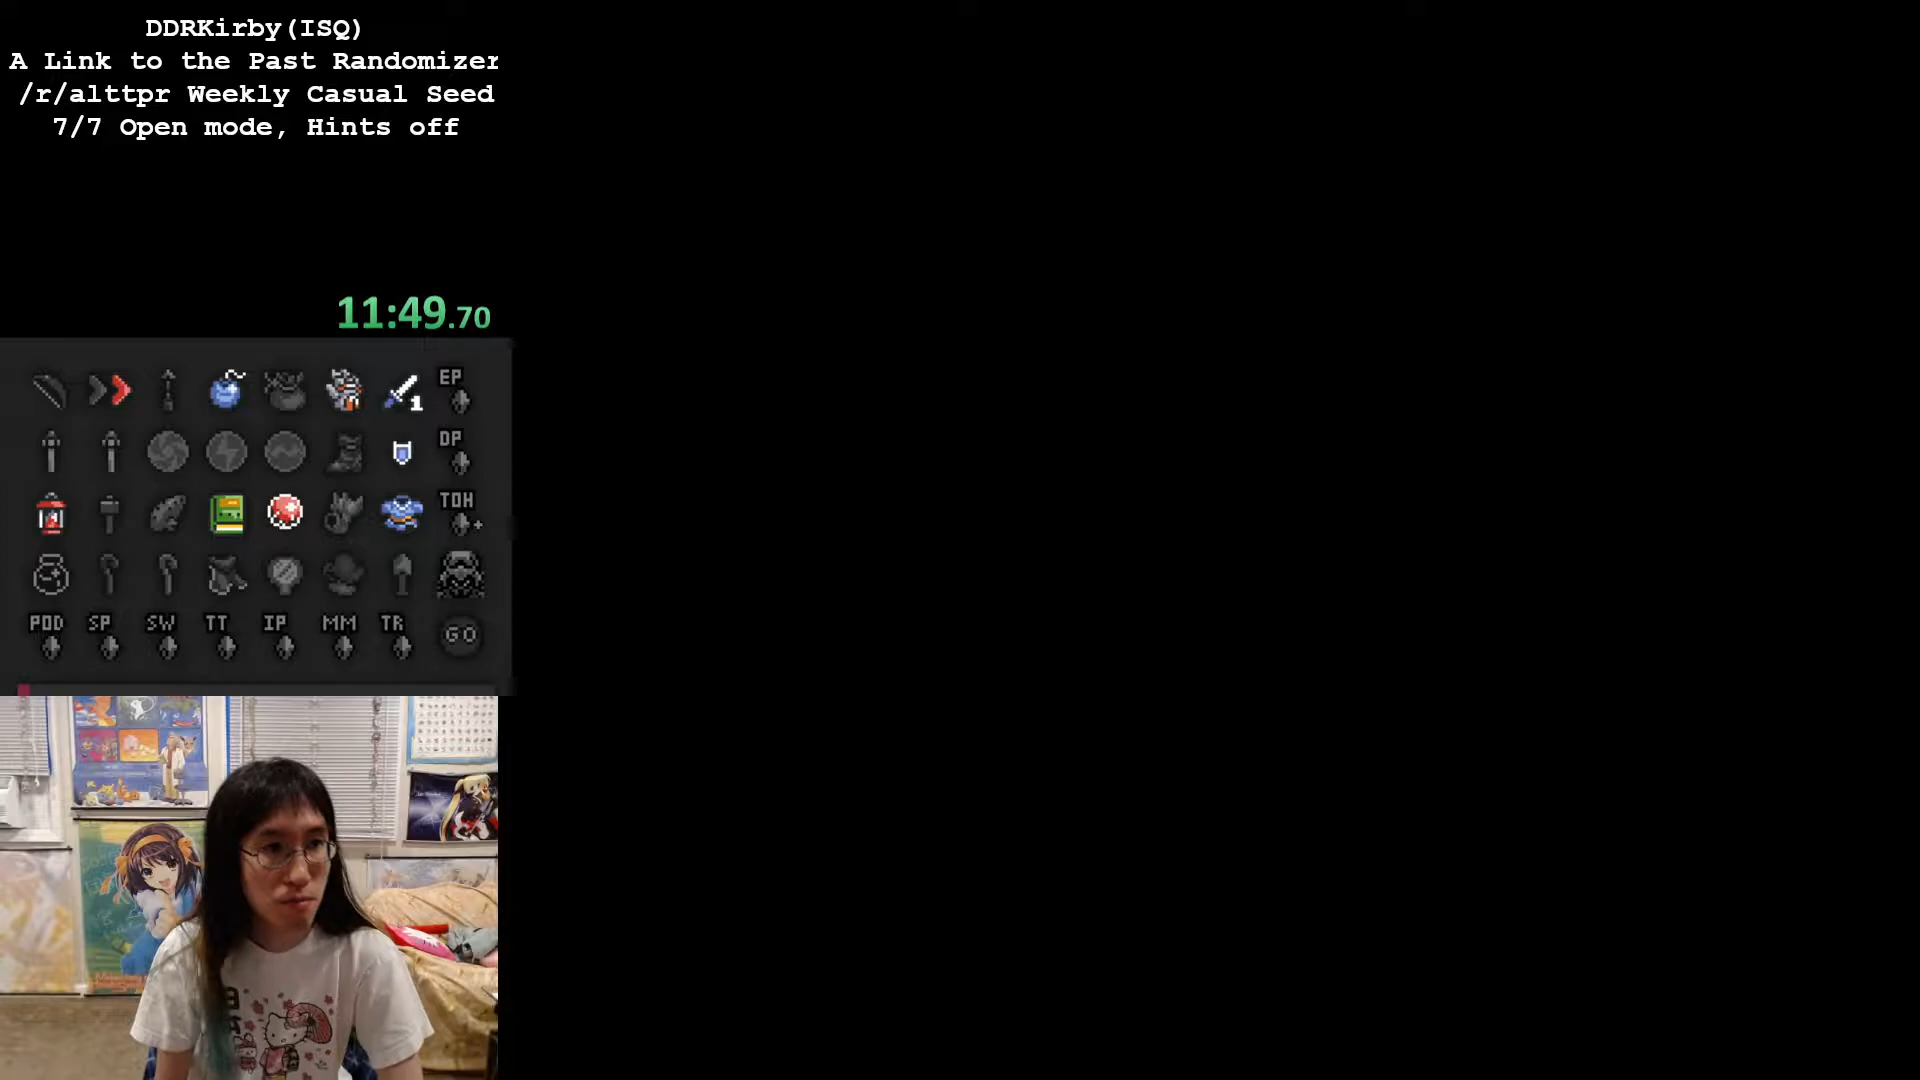 DDRKirby(ISQ)
A Link to the Past Randomizer
/r/alttpr Weekly Casual Seed
7/7 Open mode, Hints off
11:49.70
1
EP
DP
TOH
POD SP SW TT IP MM TR GO